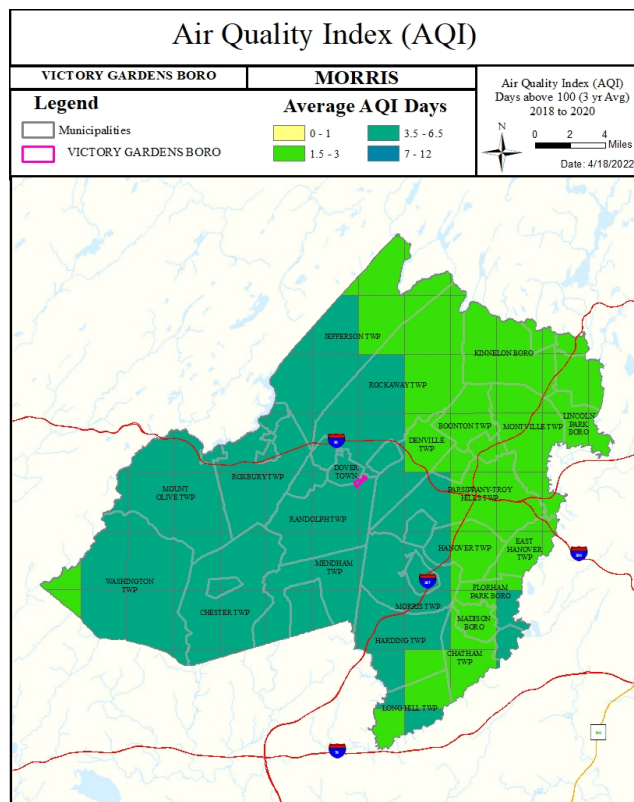 Air Quality Index (AQI)
VICTORY GARDENS BORO
MORRIS
Air Quality Index (AQI)
Days above 100 (3 yr Avg)
2018 to 2020
Legend
Municipalities
VICTORY GARDENS BORO
Average AQI Days
0 - 1
3.5 - 6.5
1.5 - 3
7 - 12
N
0 2 4
Miles
Date: 4/18/2022
JEFFERSON TWP
KINNELON BORO
ROCKAWAY TWP
LINCOLN
PARK
BORO
BOONTON TWP
MONTVILLE TWP
DENVILLE
TWP
DOVER
TOWN
ROXBURY TWP
MOUNT
OLIVE TWP
PARSIPPANY-TROY
HILLS TWP
RANDOLPH TWP
HANOVER TWP
EAST
HANOVER
TWP
MENDHAM
TWP
WASHINGTON
TWP
FLORHAM
PARK BORO
CHESTER TWP
MORRIS TWP
MADISON
BORO
HARDING TWP
CHATHAM
TWP
LONG HILL TWP